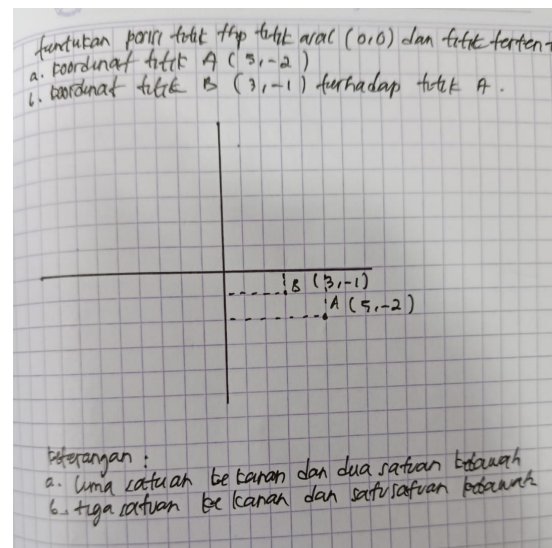 tentukan posisi titik thp titik asal (0,0) dan titik terten
a. koordinat titik A (5,-2)
b. koordinat titik B (3,-1) terhadap titik A.
B (3,-1)
A (5,-2)
keterangan :
a. lima satuan ke kanan dan dua satuan kebawah
b. tiga satuan ke kanan dan satu satuan kebawah